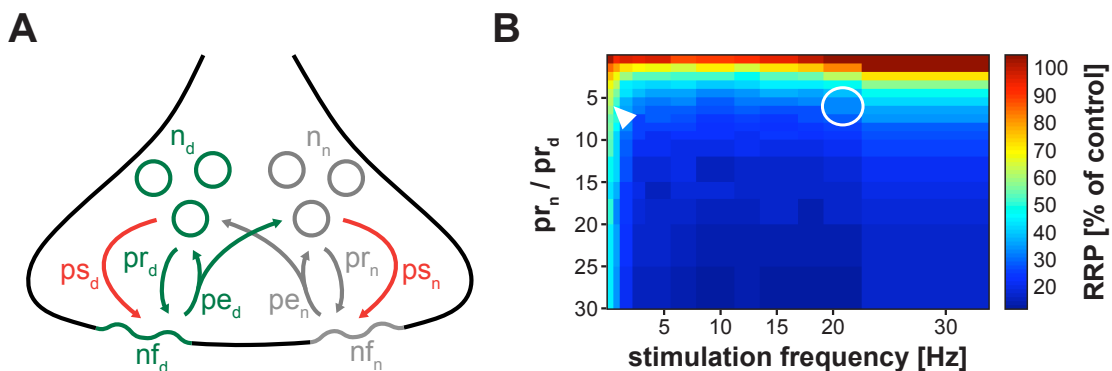 A
n_d
n_n
ps_d
pr_d
pe_d
pe_n
pr_n
ps_n
nf_d
nf_n
B
pr_n / pr_d
5
10
15
20
25
30
5
10
20
30
stimulation frequency [Hz]
100
90
80
70
60
50
40
30
20
RRP [% of control]